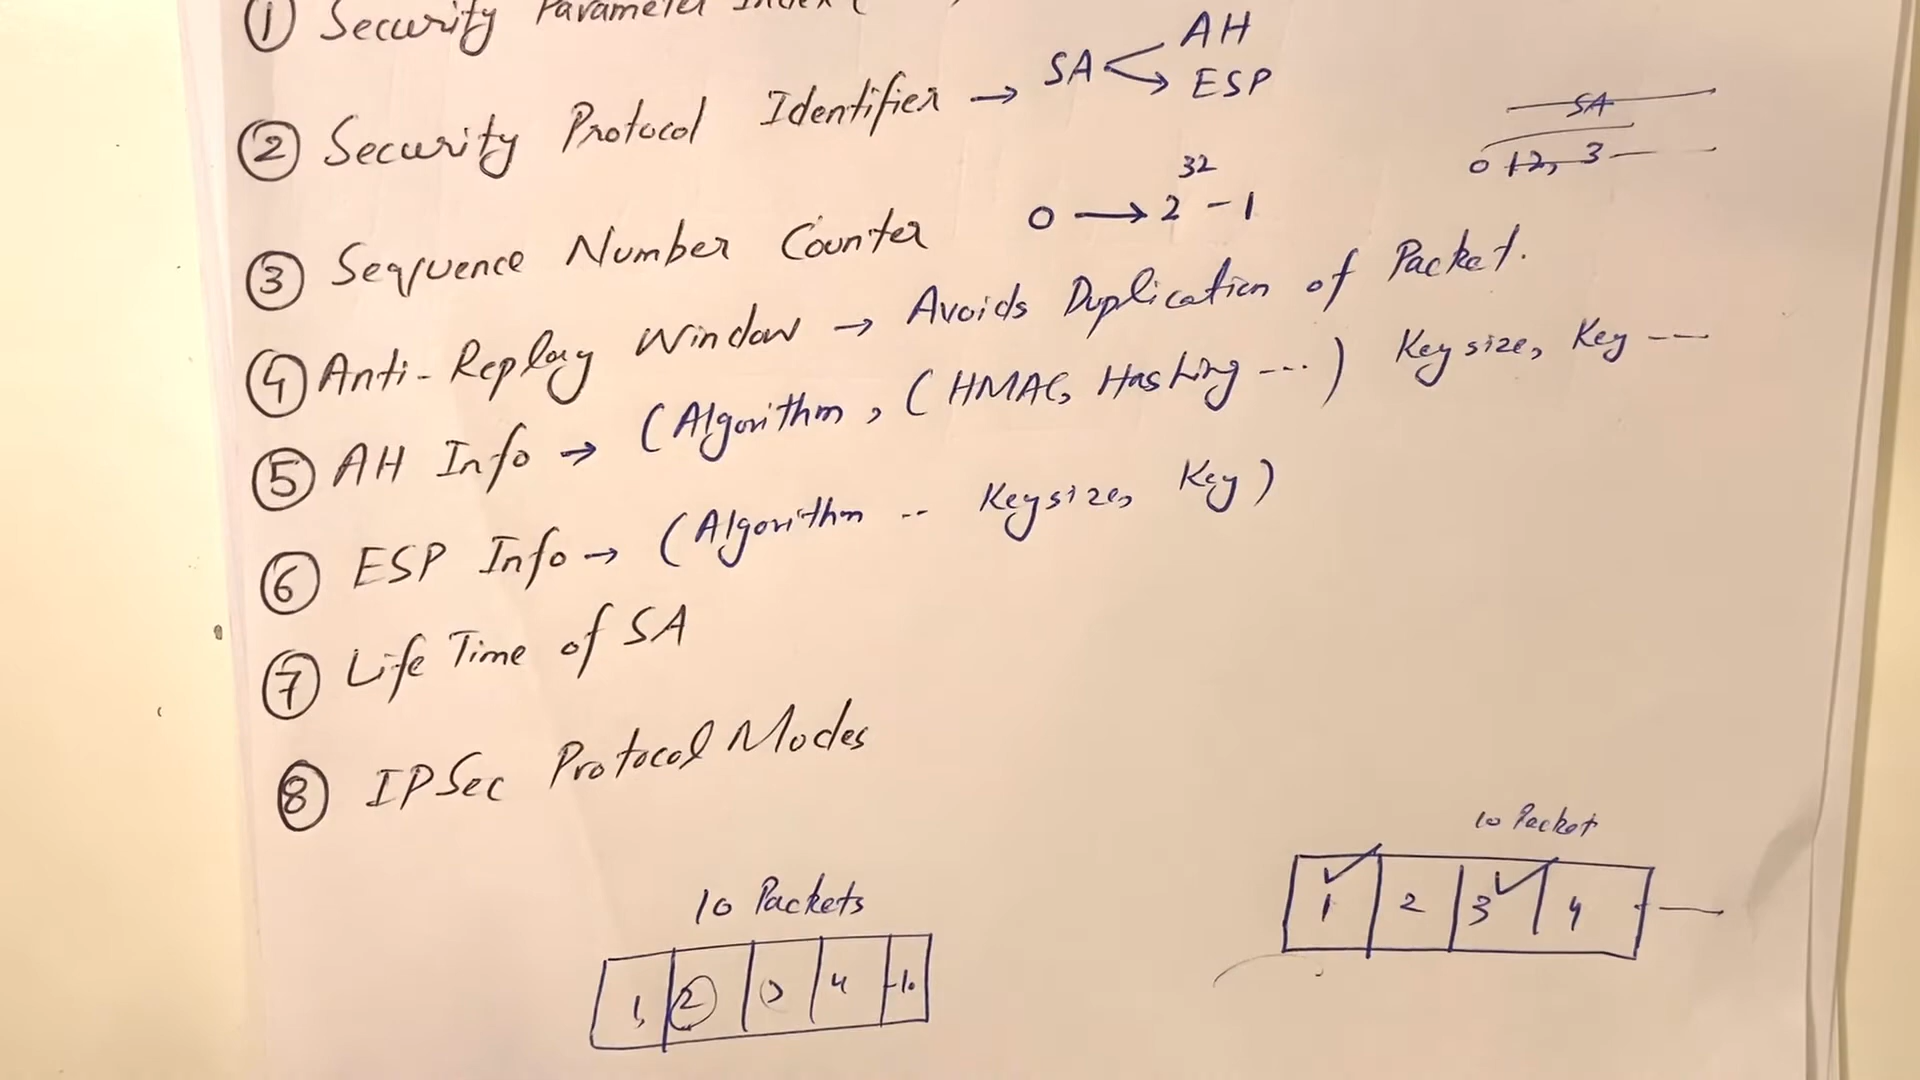 ① Security Parameter Index (
② Security Protocol Identifier → SA AH ESP
SA
0 1 2, 3
③ Sequence Number Counter 0 → 2^32 - 1
④ Anti-Replay Window → Avoids Duplication of Packet.
⑤ AH Info → (Algorithm, (HMAC, Hashing ---) Key size, Key ---
⑥ ESP Info → (Algorithm -- Keysize, Key)
⑦ Life Time of SA
⑧ IPSec Protocol Modes
10 Packet
1 2 3 4
10 Packets
1 2 3 4 10